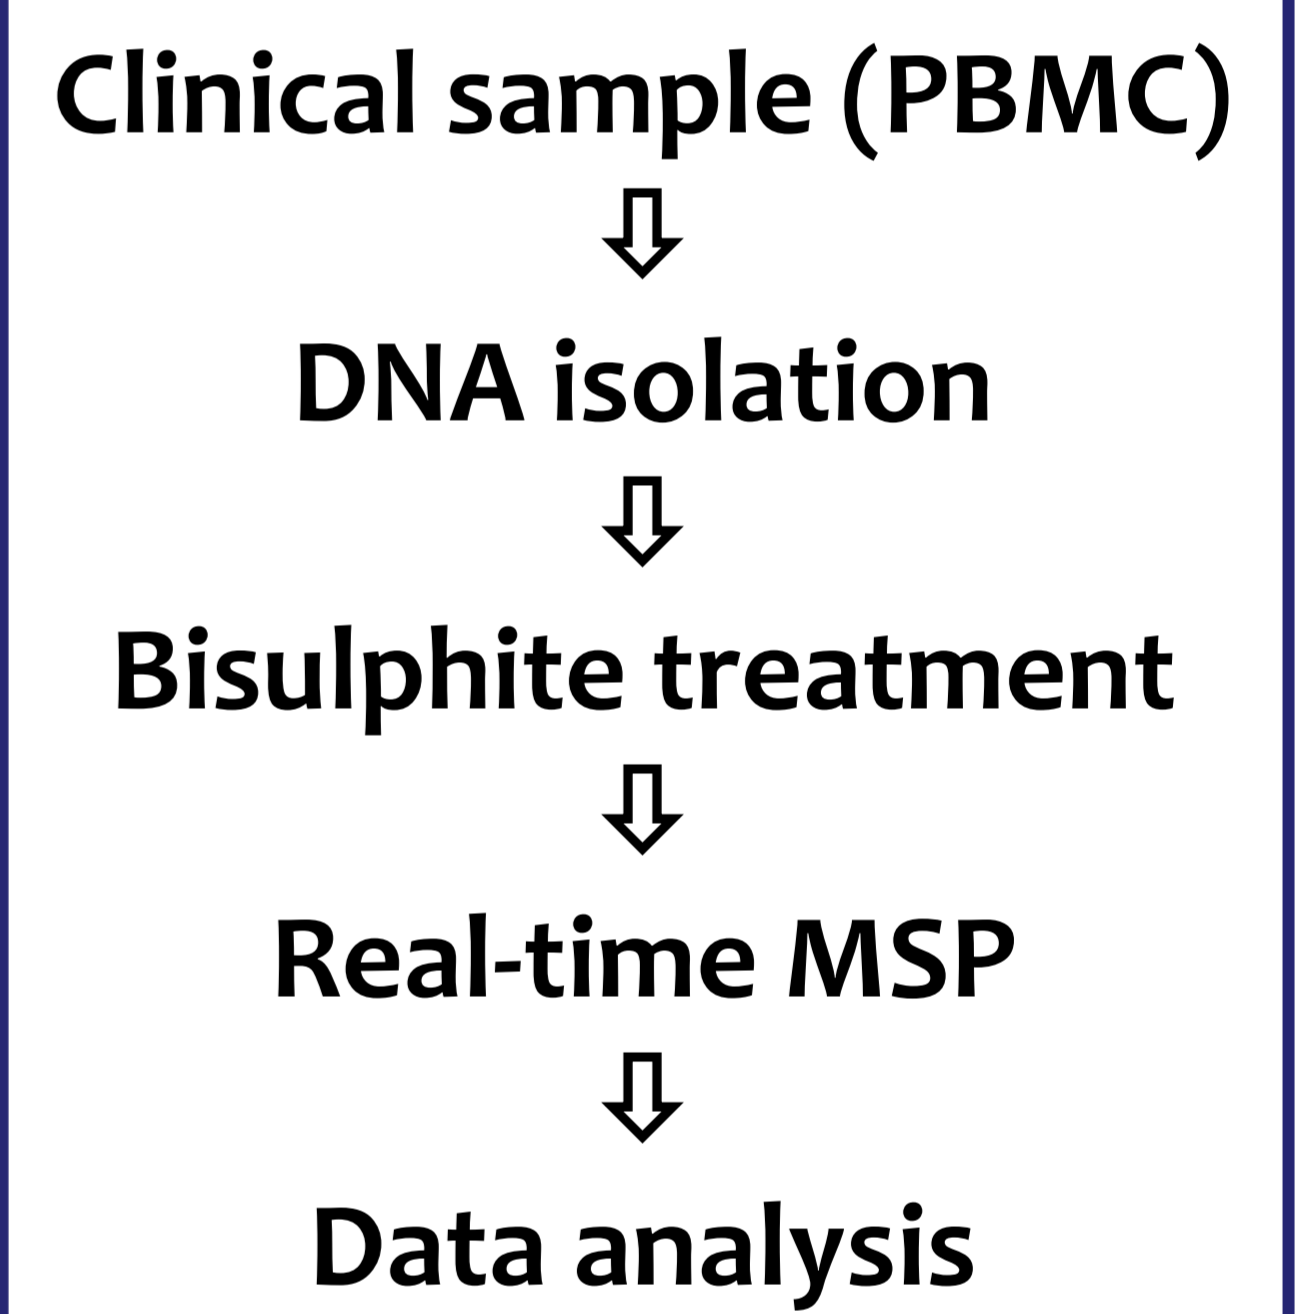 Clinical sample (PBMC)
DNA isolation
Bisulphite treatment
Real-time MSP
Data analysis